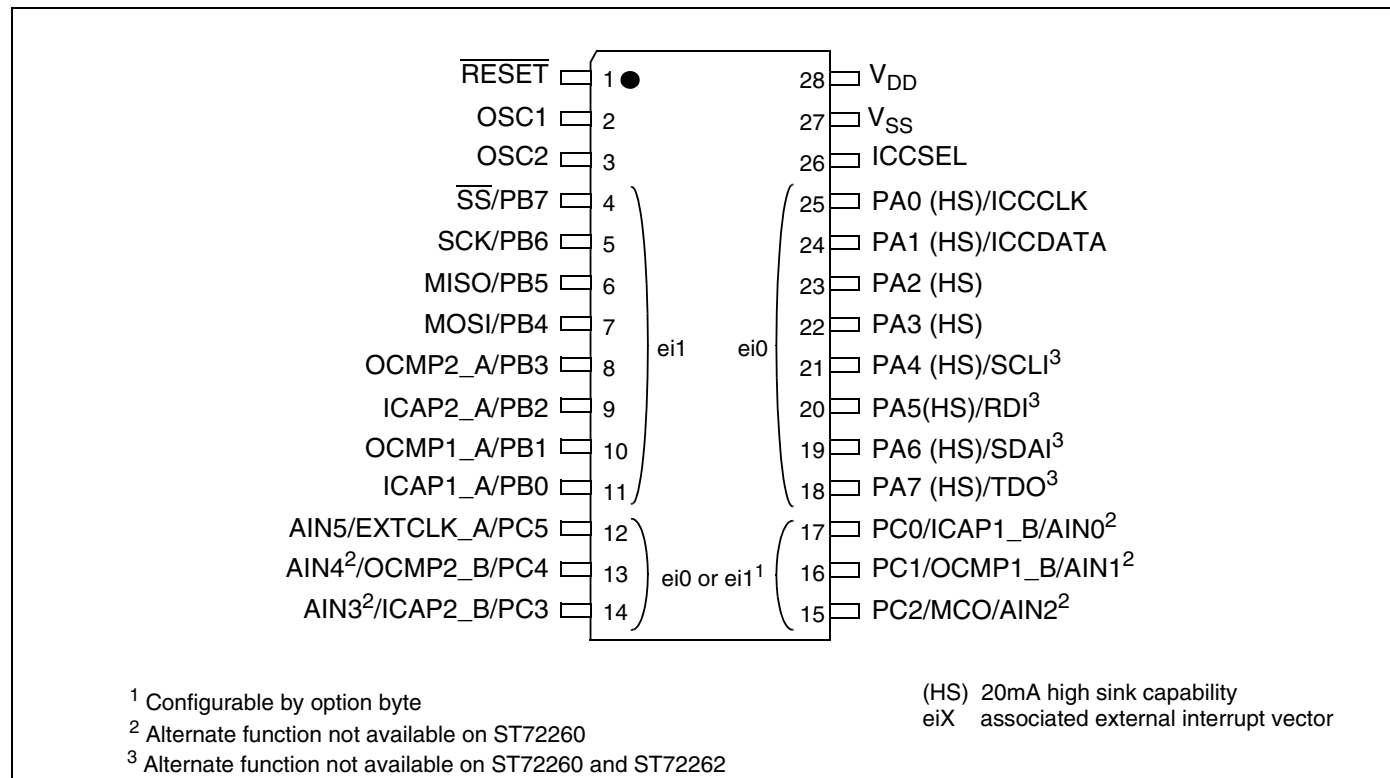 RESET 1 28 VDD
OSC1 2 27 VSS
OSC2 3 26 ICCSEL
SS/PB7 4 25 PA0 (HS)/ICCCLK
SCK/PB6 5 24 PA1 (HS)/ICCDATA
MISO/PB5 6 23 PA2 (HS)
MOSI/PB4 7 22 PA3 (HS)
ei1 ei0
OCMP2_A/PB3 8 21 PA4 (HS)/SCLI3
ICAP2_A/PB2 9 20 PA5(HS)/RDI3
OCMP1_A/PB1 10 19 PA6 (HS)/SDAI3
ICAP1_A/PB0 11 18 PA7 (HS)/TDO3
AIN5/EXTCLK_A/PC5 12 17 PC0/ICAP1_B/AIN02
AIN42/OCMP2_B/PC4 13 ei0 or ei11 16 PC1/OCMP1_B/AIN12
AIN32/ICAP2_B/PC3 14 15 PC2/MCO/AIN22
1 Configurable by option byte
2 Alternate function not available on ST72260
3 Alternate function not available on ST72260 and ST72262
(HS) 20mA high sink capability
eiX associated external interrupt vector